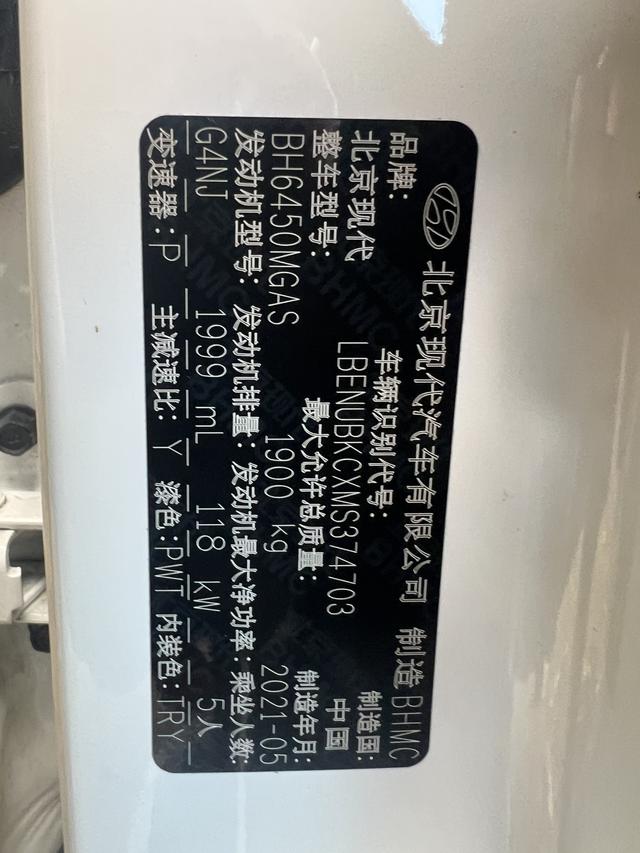 北京现代汽车有限公司 制造 BHMC
品牌: 车辆识别代号: 制造国:
北京现代 LBENUBKCXMS374703 中国
整车型号: 最大允许总质量: 制造年月:
BH6450MGAS 1900 kg 2021-05
发动机型号: 发动机排量: 发动机最大净功率: 乘坐人数:
G4NJ 1999 mL 118 kW 5人
变速器: P 主减速比: Y 漆色: PWT 内装色: TRY